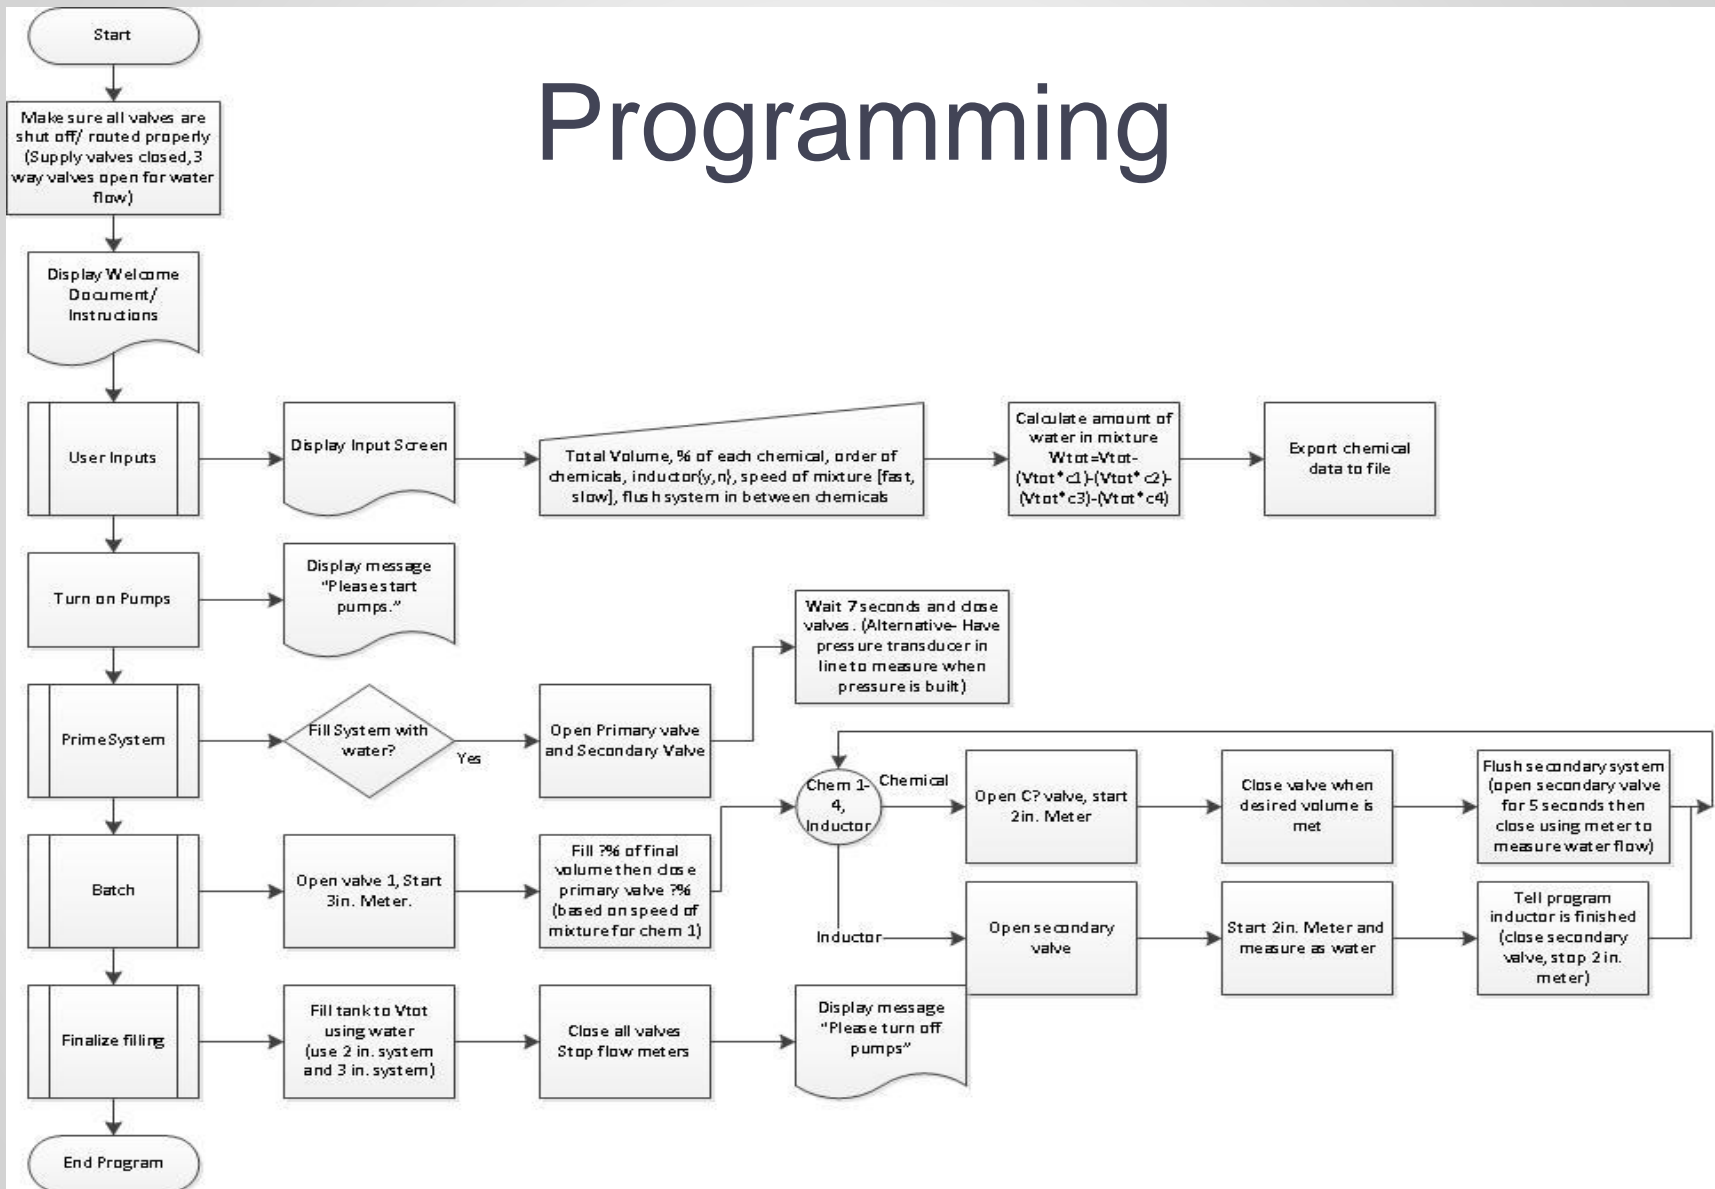 Programming
Start
Make sure all valves are
shut off/ routed properly
(Supply valves closed, 3
way valves open for water
flow)
Display Welcome
Document/
Instructions
User Inputs
Display Input Screen
Total Volume, % of each chemical, order of
chemicals, inductor{y,n}, speed of mixture [fast,
slow], flush system in between chemicals
Calculate amount of
water in mixture
Wtot=Vtot-
(Vtot*c1)-(Vtot*c2)-
(Vtot*c3)-(Vtot*c4)
Export chemical
data to file
Turn on Pumps
Display message
"Please start
pumps."
Prime System
Fill System with
water?
Yes
Open Primary valve
and Secondary Valve
Wait 7 seconds and close
valves. (Alternative- Have
pressure transducer in
line to measure when
pressure is built)
Batch
Open valve 1, Start
3in. Meter.
Fill ?% of final
volume then close
primary valve ?%
(based on speed of
mixture for chem 1)
Chem 1-
4,
Inductor
Chemical
Open C? valve, start
2in. Meter
Close valve when
desired volume is
met
Flush secondary system
(open secondary valve
for 5 seconds then
close using meter to
measure water flow)
Inductor
Open secondary
valve
Start 2in. Meter and
measure as water
Tell program
inductor is finished
(close secondary
valve, stop 2 in.
meter)
Finalize filling
Fill tank to Vtot
using water
(use 2 in. system
and 3 in. system)
Close all valves
Stop flow meters
Display message
"Please turn off
pumps"
End Program